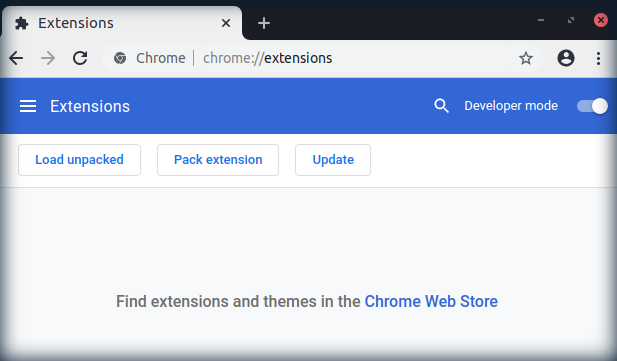 Extensions
Chrome chrome://extensions
Extensions Developer mode
Load unpacked Pack extension Update
Find extensions and themes in the Chrome Web Store